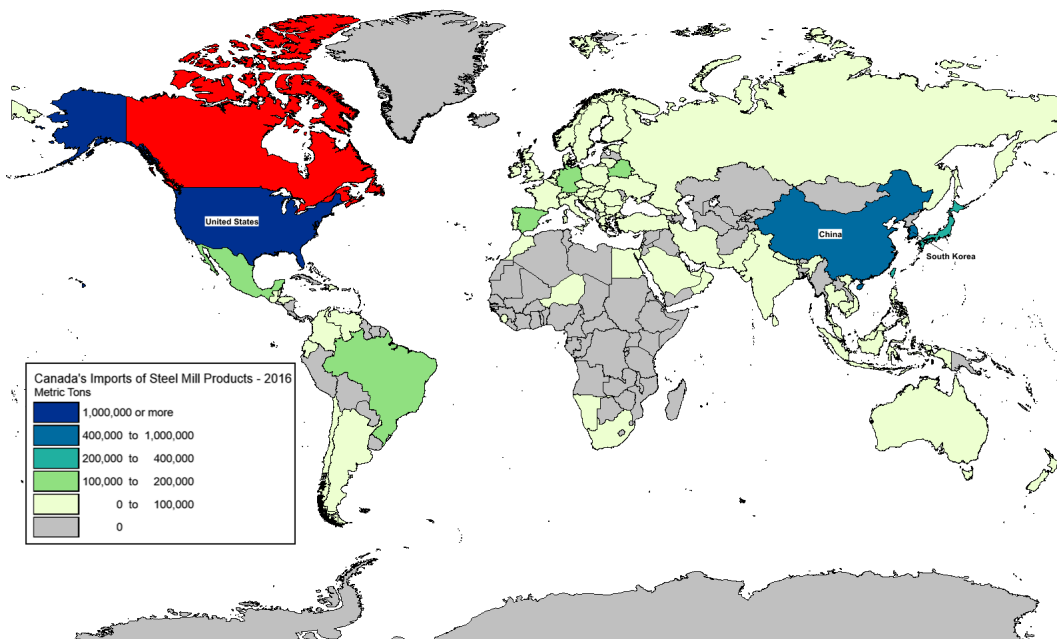 United States
China
South Korea
Canada's Imports of Steel Mill Products - 2016
Metric Tons
1,000,000 or more
400,000 to 1,000,000
200,000 to 400,000
100,000 to 200,000
0 to 100,000
0